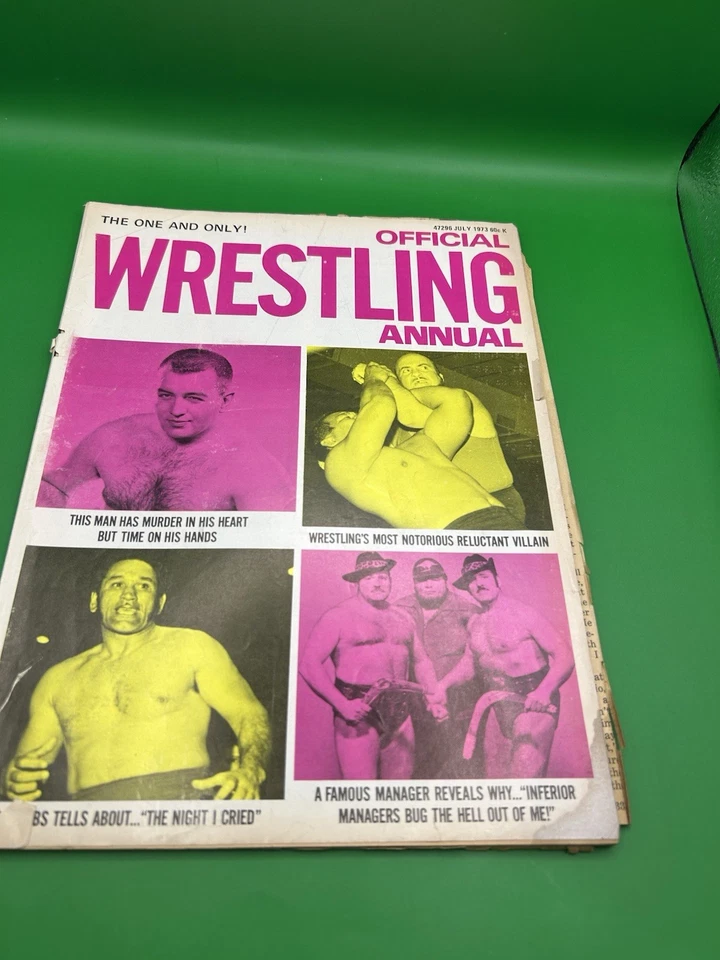 THE ONE AND ONLY!
47296 JULY 1973 60c K
OFFICIAL
WRESTLING
ANNUAL
THIS MAN HAS MURDER IN HIS HEART
BUT TIME ON HIS HANDS
WRESTLING'S MOST NOTORIOUS RELUCTANT VILLAIN
BS TELLS ABOUT..."THE NIGHT I CRIED"
A FAMOUS MANAGER REVEALS WHY..."INFERIOR
MANAGERS BUG THE HELL OUT OF ME!"